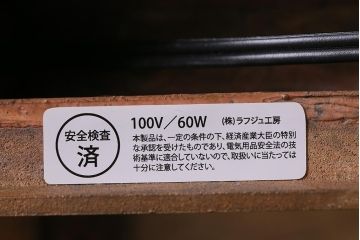 安全検査
済
100V／60W (株)ラフジュ工房
本製品は、一定の条件の下、経済産業大臣の特別
な承認を受けたものであり、電気用品安全法の技
術基準に適合していないので、取扱いに当たっては
十分に注意してください。